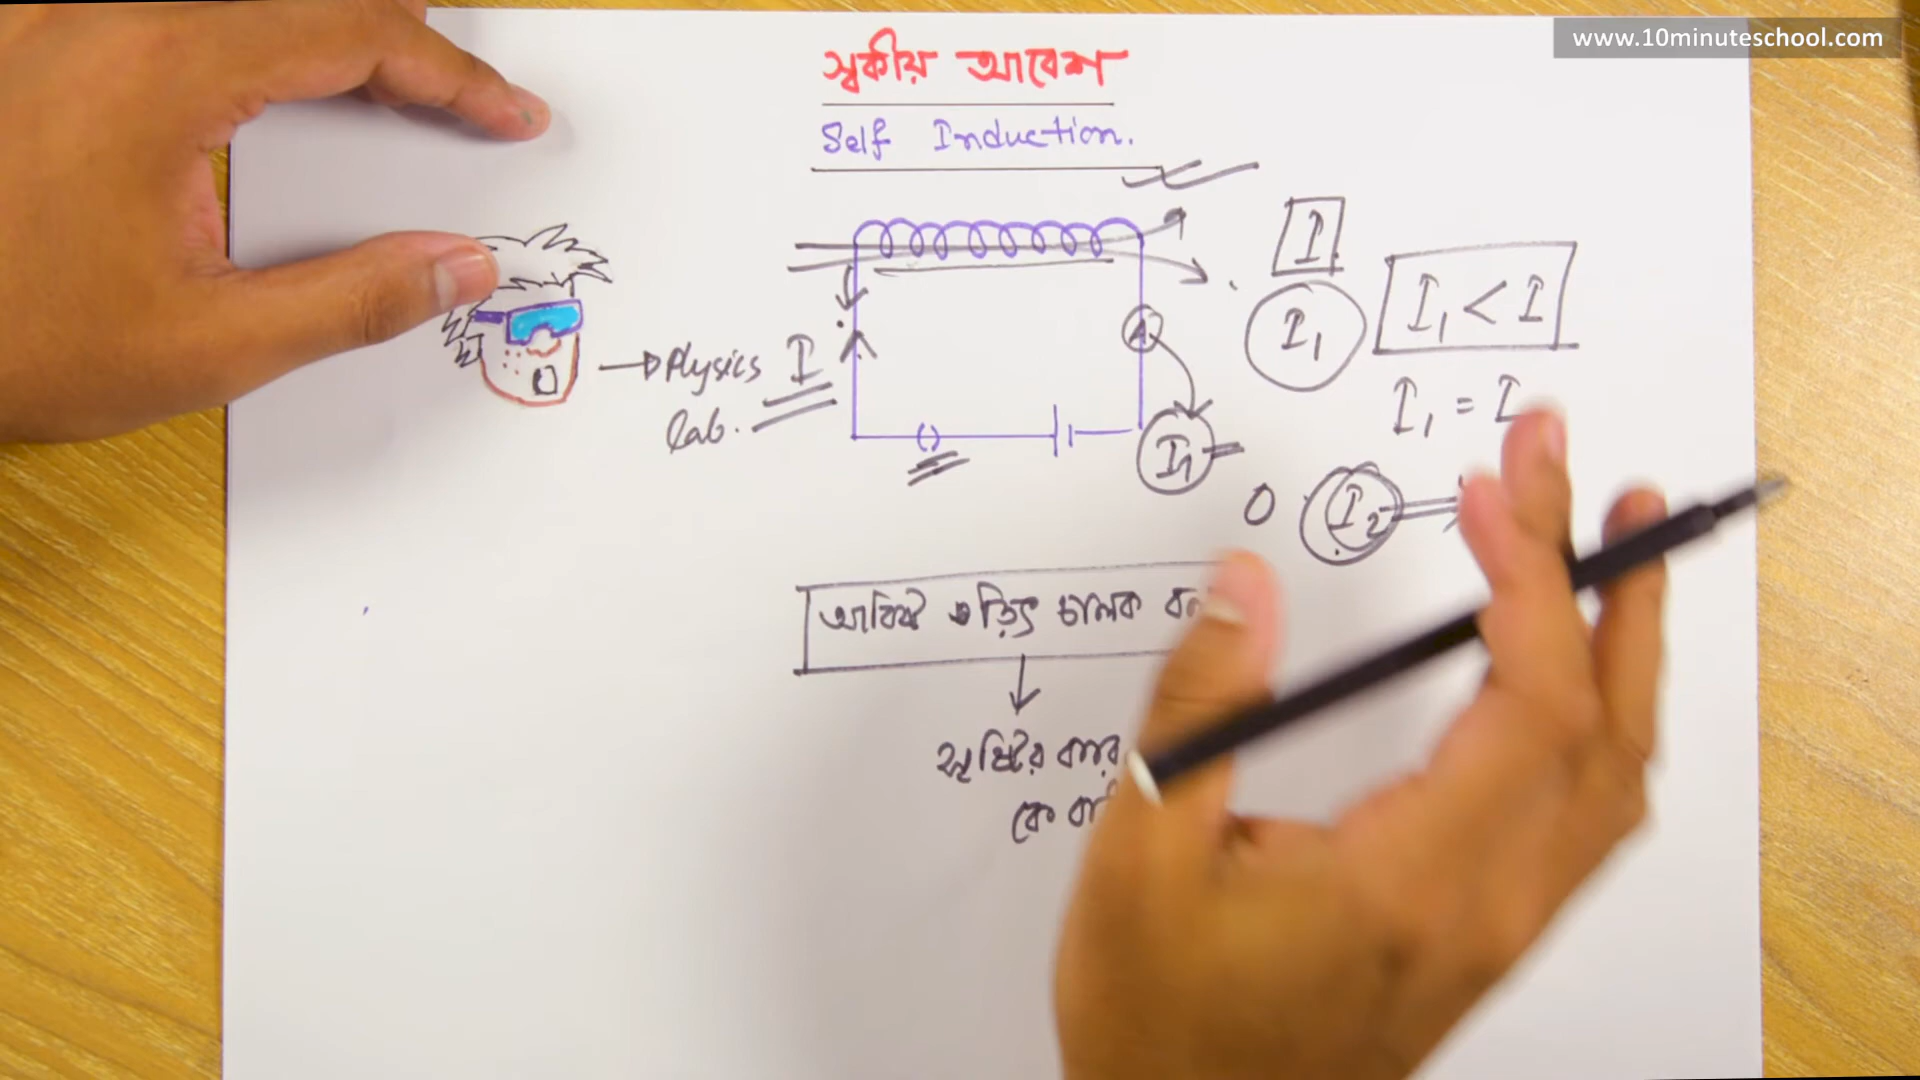 www.10minuteschool.com
স্বকীয় আবেশ
Self Induction.
I
I₁ < I
I₁
A
Physics I
lab.
I₁ = I
I₁
0 I₂
আবিষ্ট তড়িৎ চালক
সৃষ্টির
কে